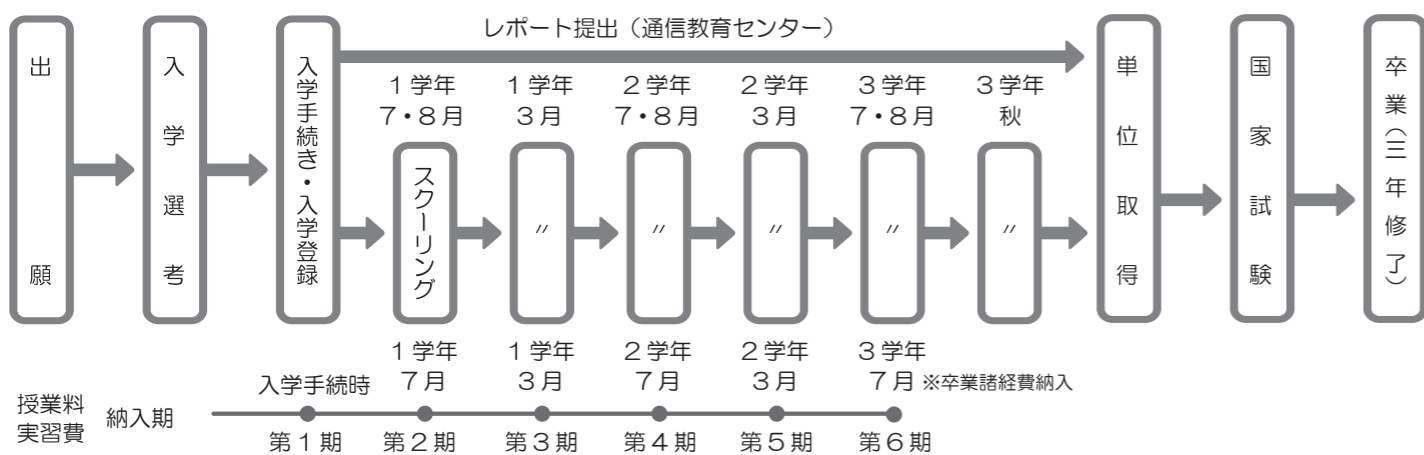 出願
入学選考
入学手続き・入学登録
レポート提出（通信教育センター）
1学年
7・8月
1学年
3月
2学年
7・8月
2学年
3月
3学年
7・8月
3学年
秋
スクーリング
〃
〃
〃
〃
〃
単位取得
国家試験
卒業（三年修了）
授業料
実習費
納入期
入学手続時
1学年
7月
1学年
3月
2学年
7月
2学年
3月
3学年
7月 ※卒業諸経費納入
第1期
第2期
第3期
第4期
第5期
第6期